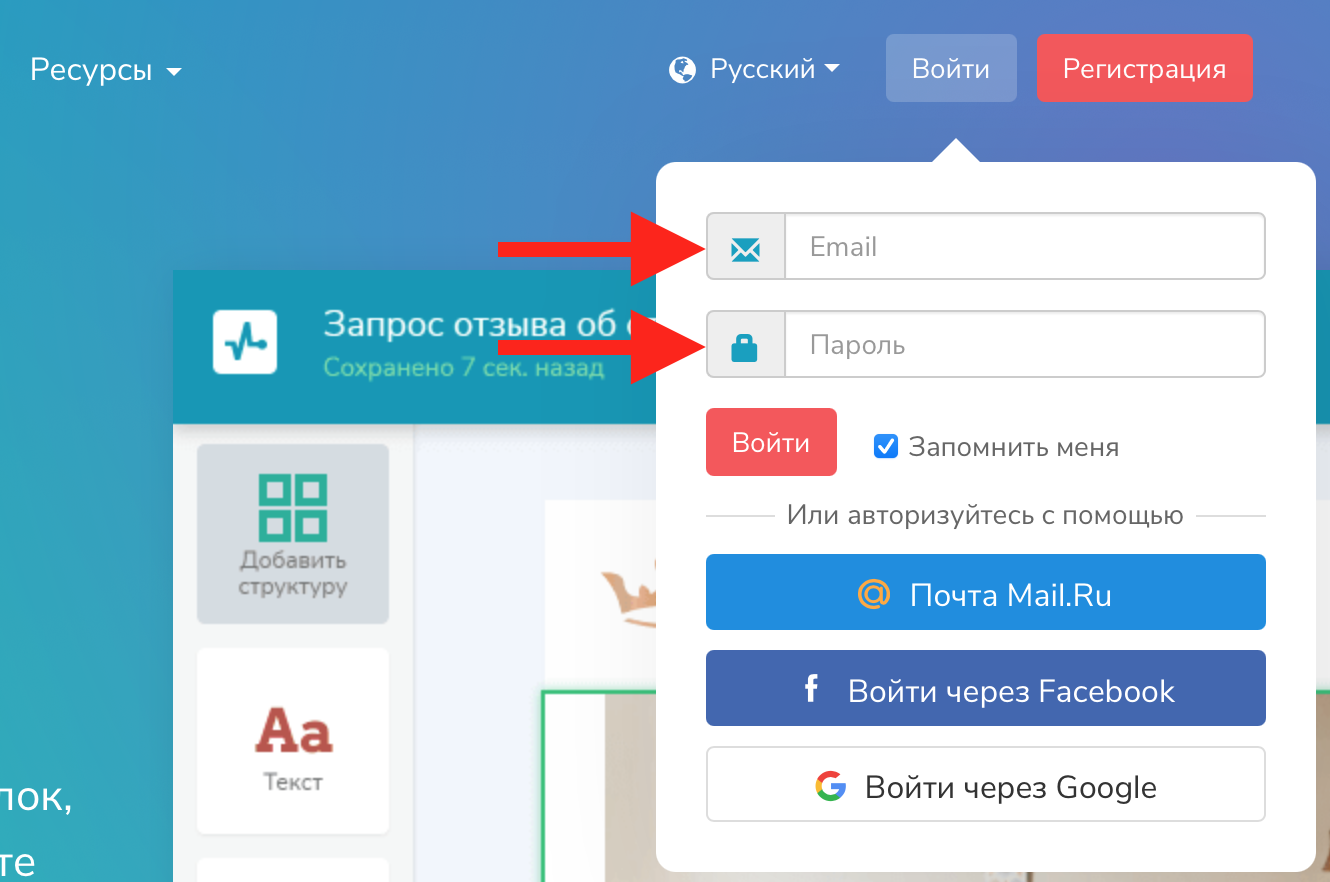 Ресурсы
Русский
Войти
Регистрация
Email
Запрос отзыва об
Пароль
Сохранено 7 сек. назад
Войти
Запомнить меня
Или авторизуйтесь с помощью
Добавить
структуру
@ Почта Mail.Ru
f Войти через Facebook
Aa
Текст
G Войти через Google
лок,
те